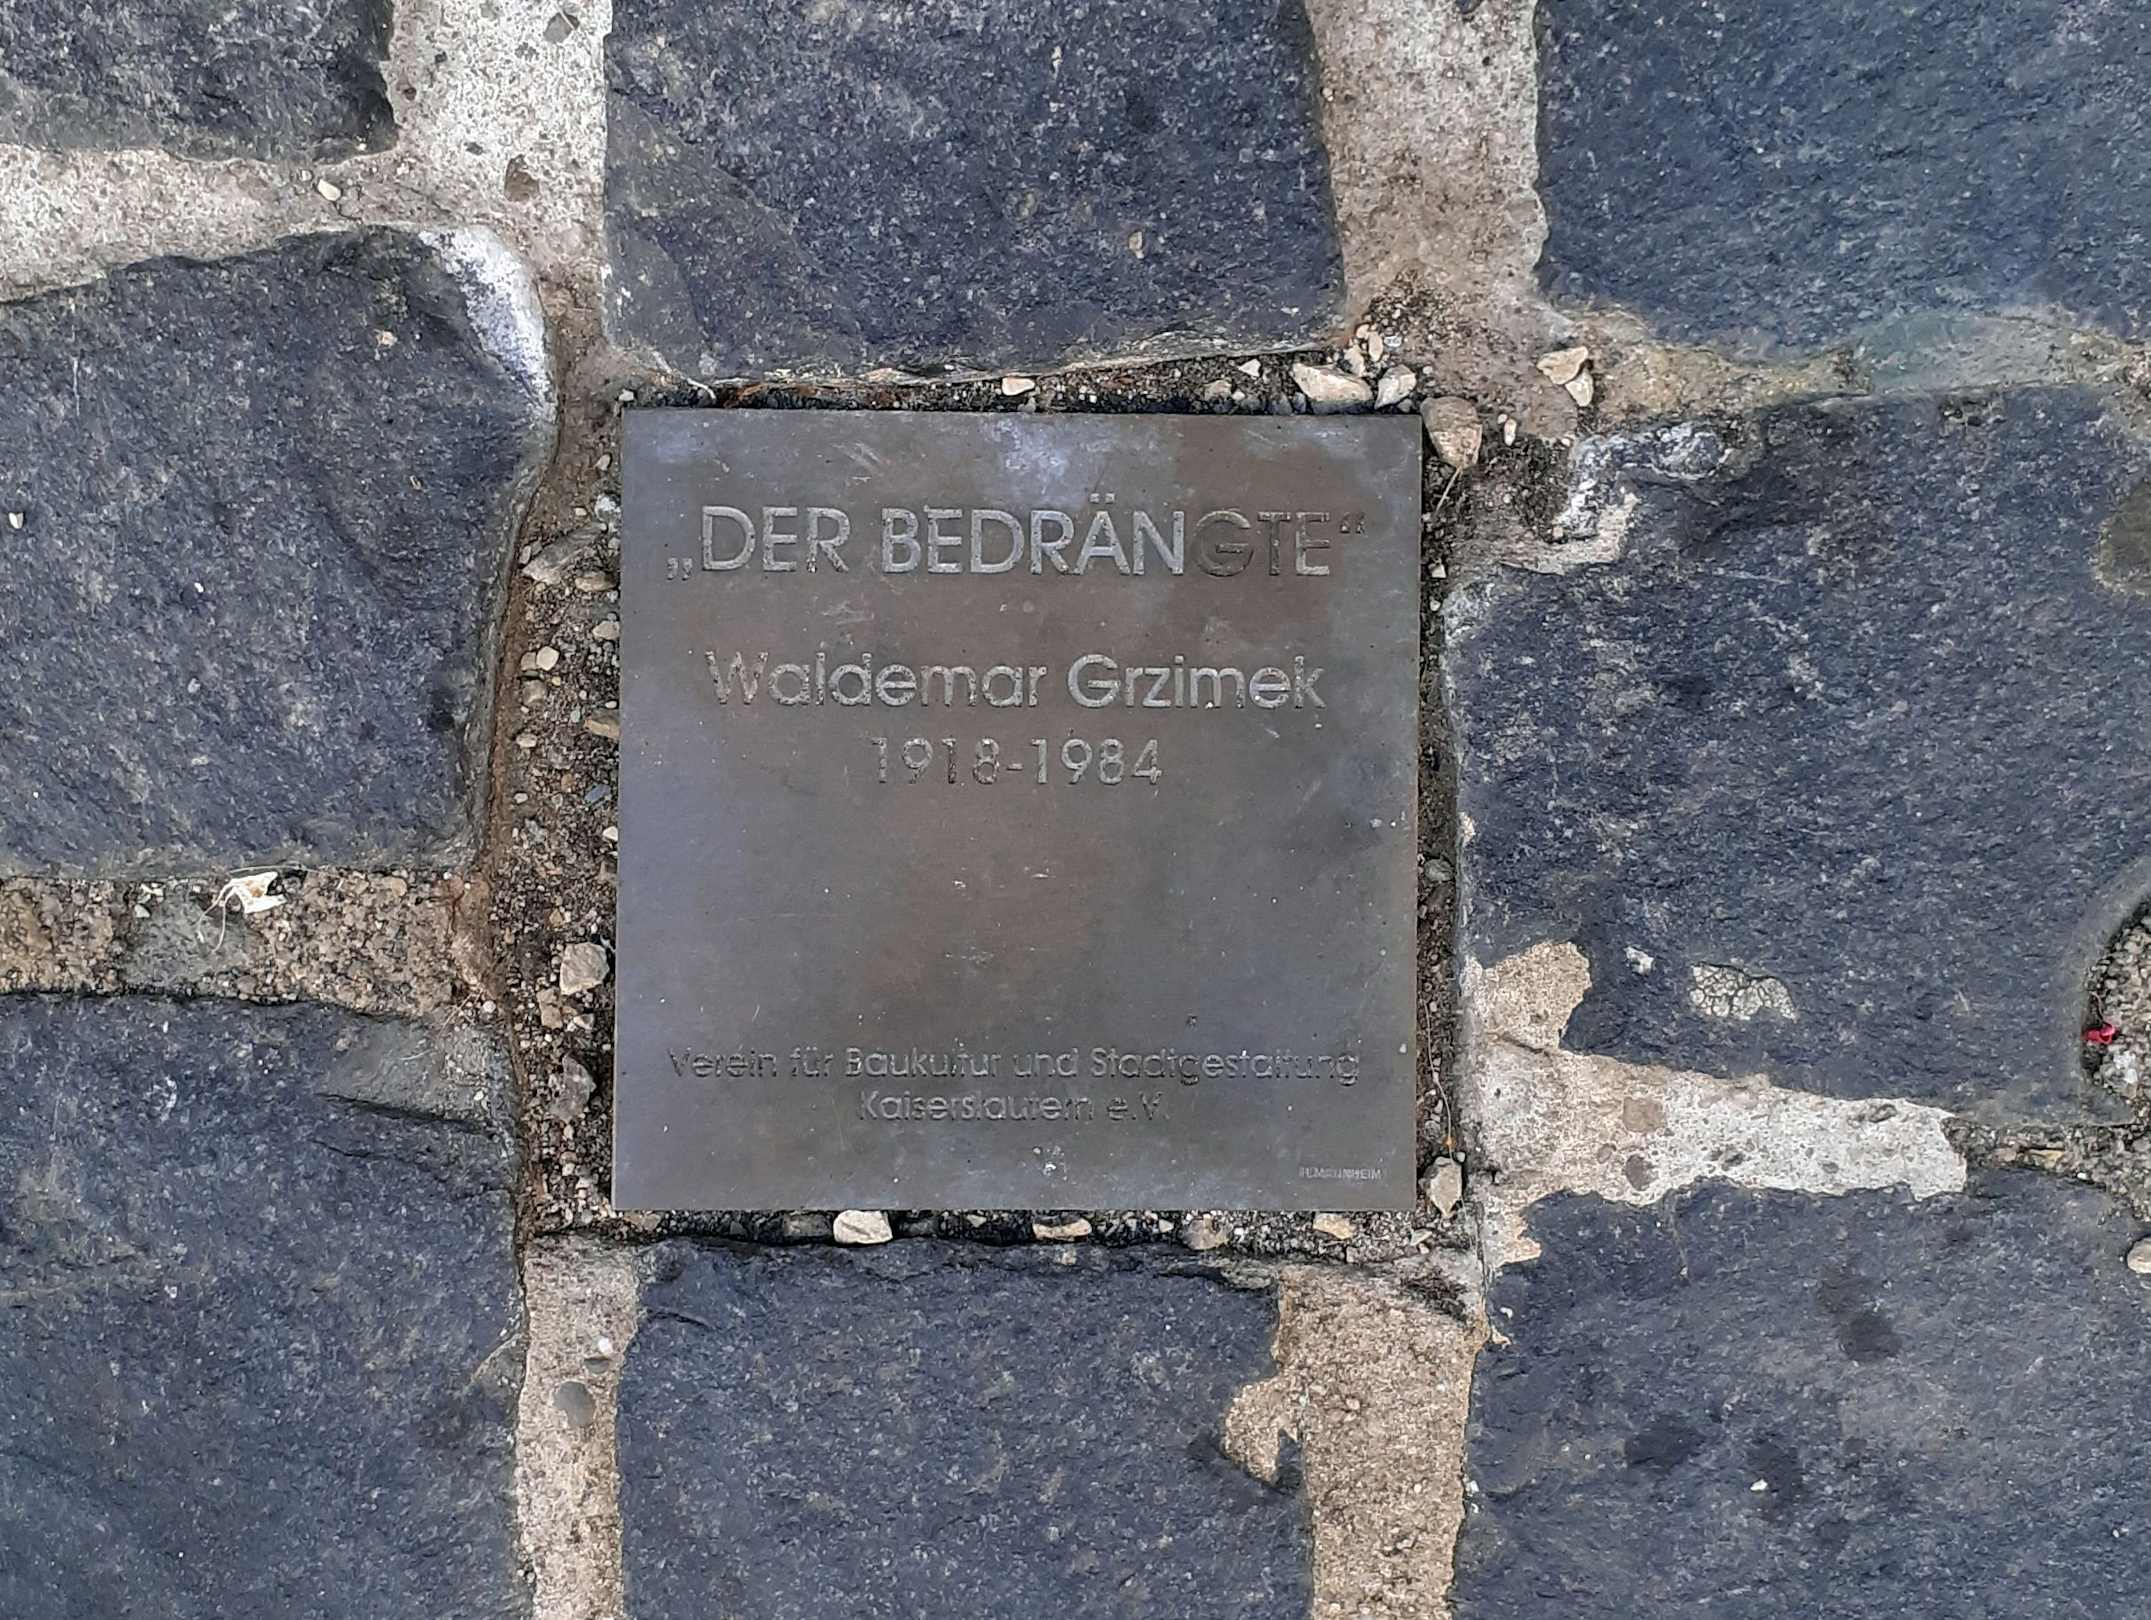 „DER BEDRÄNGTE“
Waldemar Grzimek
1918-1984
Verein für Baukultur und Stadtgestaltung
Kaiserslautern e.V.